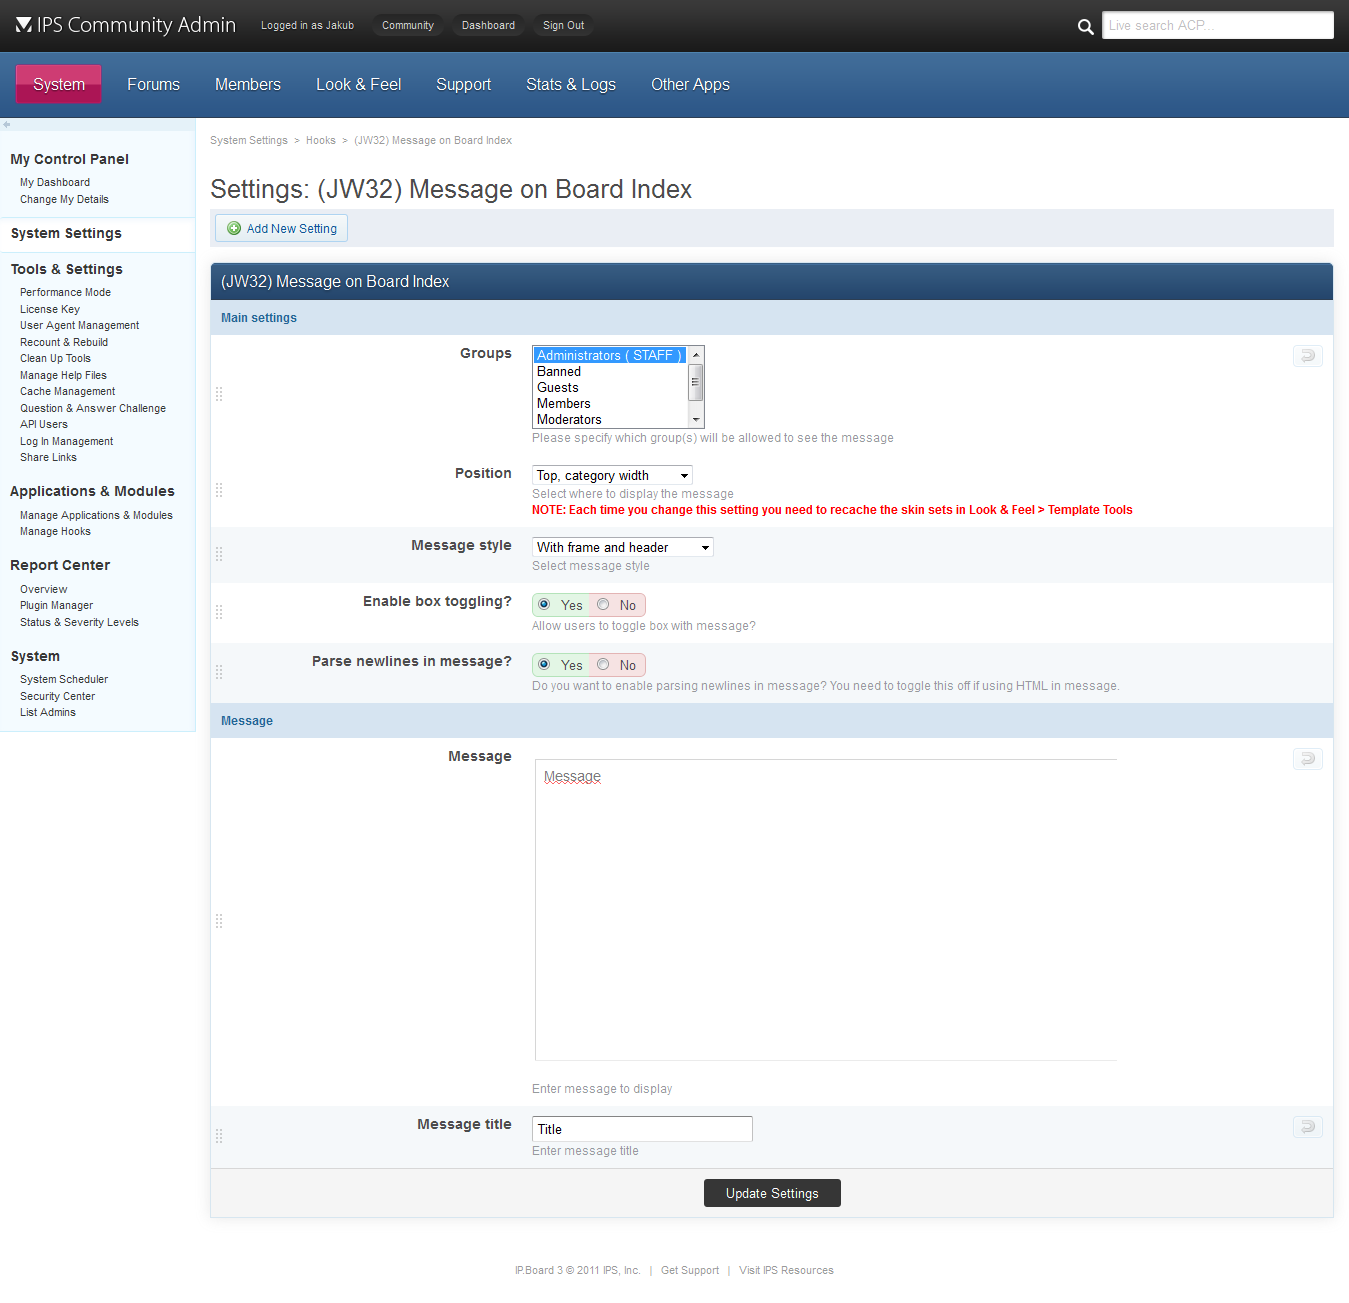 IPS Community Admin
Logged in as Jakub
Community
Dashboard
Sign Out
Live search ACP...
System
Forums
Members
Look & Feel
Support
Stats & Logs
Other Apps
My Control Panel
My Dashboard
Change My Details
System Settings
Tools & Settings
Performance Mode
License Key
User Agent Management
Recount & Rebuild
Clean Up Tools
Manage Help Files
Cache Management
Question & Answer Challenge
API Users
Log In Management
Share Links
Applications & Modules
Manage Applications & Modules
Manage Hooks
Report Center
Overview
Plugin Manager
Status & Severity Levels
System
System Scheduler
Security Center
List Admins
System Settings > Hooks > (JW32) Message on Board Index
Settings: (JW32) Message on Board Index
Add New Setting
(JW32) Message on Board Index
Main settings
Groups
Administrators ( STAFF )
Banned
Guests
Members
Moderators
Please specify which group(s) will be allowed to see the message
Position
Top, category width
Select where to display the message
NOTE: Each time you change this setting you need to recache the skin sets in Look & Feel > Template Tools
Message style
With frame and header
Select message style
Enable box toggling?
Yes No
Allow users to toggle box with message?
Parse newlines in message?
Yes No
Do you want to enable parsing newlines in message? You need to toggle this off if using HTML in message.
Message
Message
Message
Enter message to display
Message title
Title
Enter message title
Update Settings
IP.Board 3 © 2011 IPS, Inc. | Get Support | Visit IPS Resources